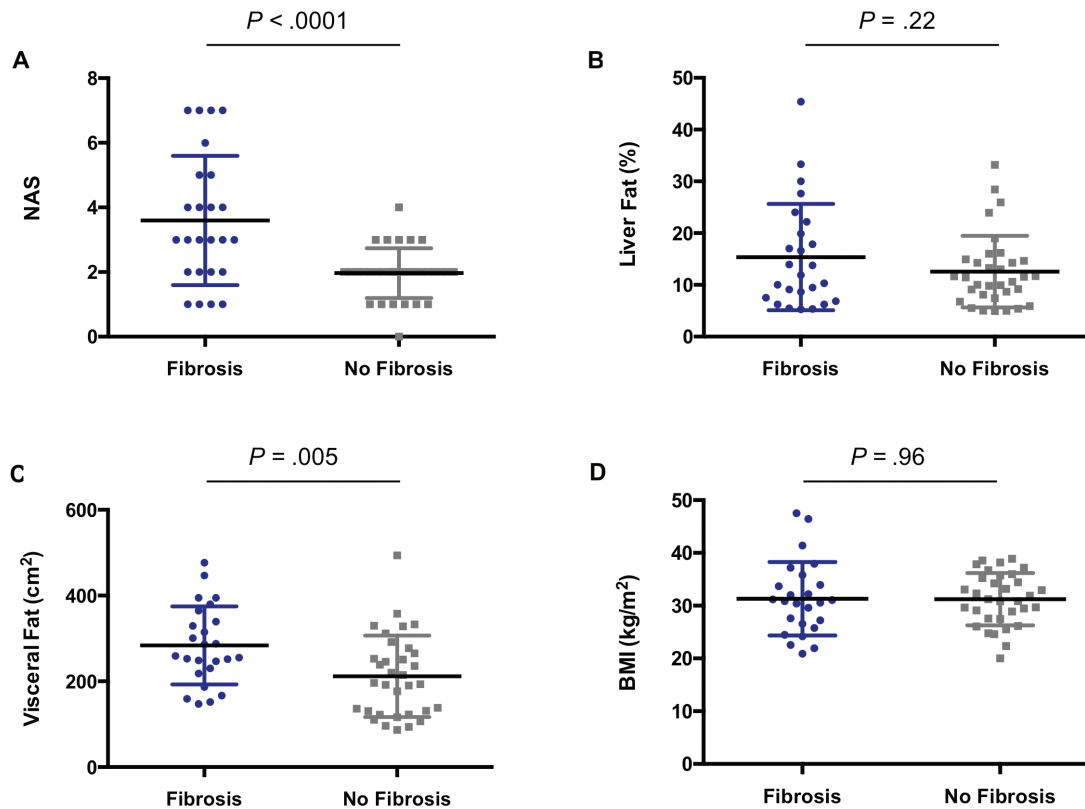 P < .0001
A
8
6
4
2
0
NAS
Fibrosis
No Fibrosis
P = .22
B
50
40
30
20
10
0
Liver Fat (%)
Fibrosis
No Fibrosis
P = .005
C
600
400
200
0
Visceral Fat (cm²)
Fibrosis
No Fibrosis
P = .96
D
50
40
30
20
10
0
BMI (kg/m²)
Fibrosis
No Fibrosis